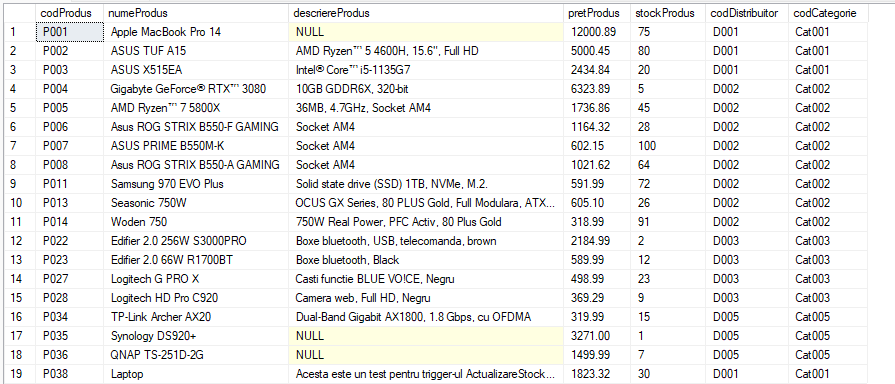 codProdus numeProdus descriereProdus pretProdus stockProdus codDistribuitor codCategorie
1 P001 Apple MacBook Pro 14 NULL 12000.89 75 D001 Cat001
2 P002 ASUS TUF A15 AMD Ryzen™ 5 4600H, 15.6", Full HD 5000.45 80 D001 Cat001
3 P003 ASUS X515EA Intel® Core™ i5-1135G7 2434.84 20 D001 Cat001
4 P004 Gigabyte GeForce® RTX™ 3080 10GB GDDR6X, 320-bit 6323.89 5 D002 Cat002
5 P005 AMD Ryzen™ 7 5800X 36MB, 4.7GHz, Socket AM4 1736.86 45 D002 Cat002
6 P006 Asus ROG STRIX B550-F GAMING Socket AM4 1164.32 28 D002 Cat002
7 P007 ASUS PRIME B550M-K Socket AM4 602.15 100 D002 Cat002
8 P008 Asus ROG STRIX B550-A GAMING Socket AM4 1021.62 64 D002 Cat002
9 P011 Samsung 970 EVO Plus Solid state drive (SSD) 1TB, NVMe, M.2. 591.99 72 D002 Cat002
10 P013 Seasonic 750W OCUS GX Series, 80 PLUS Gold, Full Modulara, ATX... 605.10 26 D002 Cat002
11 P014 Woden 750 750W Real Power, PFC Activ, 80 Plus Gold 318.99 91 D002 Cat002
12 P022 Edifier 2.0 256W S3000PRO Boxe bluetooth, USB, telecomanda, brown 2184.99 2 D003 Cat003
13 P023 Edifier 2.0 66W R1700BT Boxe bluetooth, Black 589.99 12 D003 Cat003
14 P027 Logitech G PRO X Casti functie BLUE VO!CE, Negru 498.99 23 D003 Cat003
15 P028 Logitech HD Pro C920 Camera web, Full HD, Negru 369.29 9 D003 Cat003
16 P034 TP-Link Archer AX20 Dual-Band Gigabit AX1800, 1.8 Gbps, cu OFDMA 319.99 15 D005 Cat005
17 P035 Synology DS920+ NULL 3271.00 1 D005 Cat005
18 P036 QNAP TS-251D-2G NULL 1499.99 7 D005 Cat005
19 P038 Laptop Acesta este un test pentru trigger-ul ActualizareStock... 1823.32 30 D001 Cat001